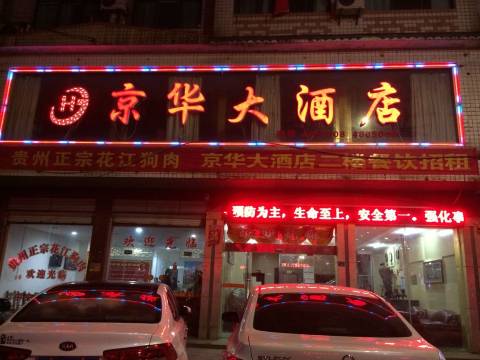 H
京华大酒店
贵州正宗花江狗肉 京华大酒店二楼餐饮招租
预防为主，生命至上，安全第一。强化事
欢迎光临
贵州正宗花江狗肉
欢迎光临